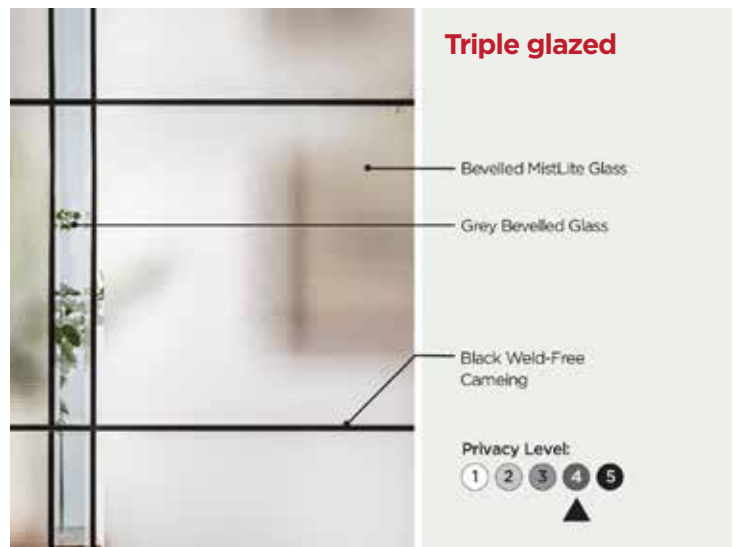 Triple glazed
Bevelled MistLite Glass
Grey Bevelled Glass
Black Weld-Free
Cameing
Privacy Level:
1 2 3 4 5